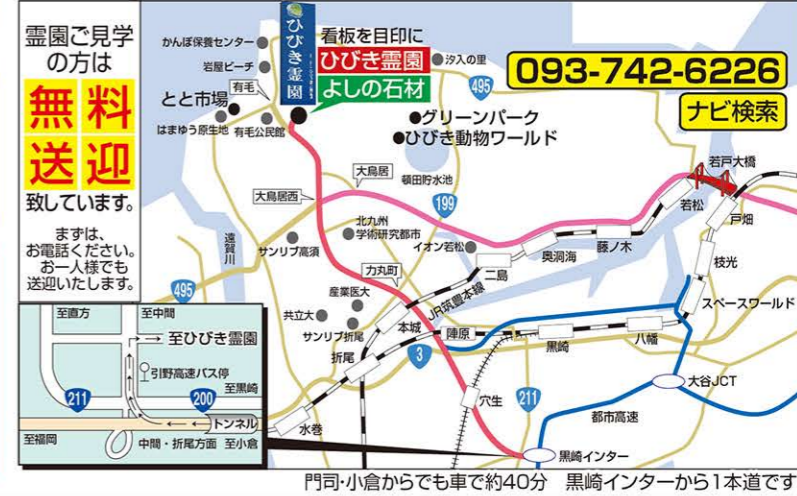 霊園ご見学
の方は
無料
送迎
致しています。
まずは、
お電話ください。
お一人様でも
送迎いたします。
かんぽ保養センター
岩屋ビーチ
有毛
とと市場
はまゆう原生地
有毛公民館
ひびき霊園
看板を目印に
ひびき霊園
よしの石材
汐入の里
495
093-742-6226
ナビ検索
グリーンパーク
ひびき動物ワールド
大鳥居
大鳥居西
頓田貯水池
199
若戸大橋
若松
戸畑
藤ノ木
奥洞海
二島
枝光
スペースワールド
遠賀川
サンリブ高須
北九州
学術研究都市
イオン若松
力丸町
JR筑豊本線
495
産業医大
共立大
サンリブ折尾
本城
陣原
折尾
3
黒崎
八幡
大谷JCT
穴生
211
都市高速
水巻
黒崎インター
至直方
至中間
至ひびき霊園
引野高速バス停
至黒崎
211
200
トンネル
至福岡
中間・折尾方面
至小倉
門司・小倉からでも車で約40分 黒崎インターから1本道です